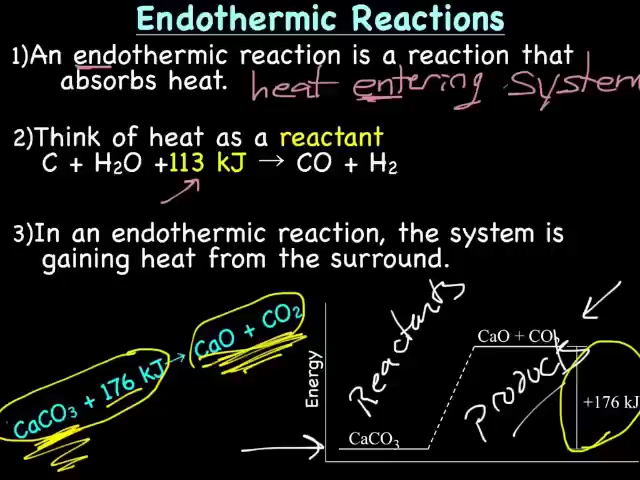 Endothermic Reactions
1)An endothermic reaction is a reaction that
absorbs heat. heat entering system
2)Think of heat as a reactant
C + H₂O +113 kJ → CO + H₂
3)In an endothermic reaction, the system is
gaining heat from the surround.
CaCO₃ + 176 kJ → CaO + CO₂
Energy
Reactants
CaCO₃
CaO + CO₂
Product
+176 kJ